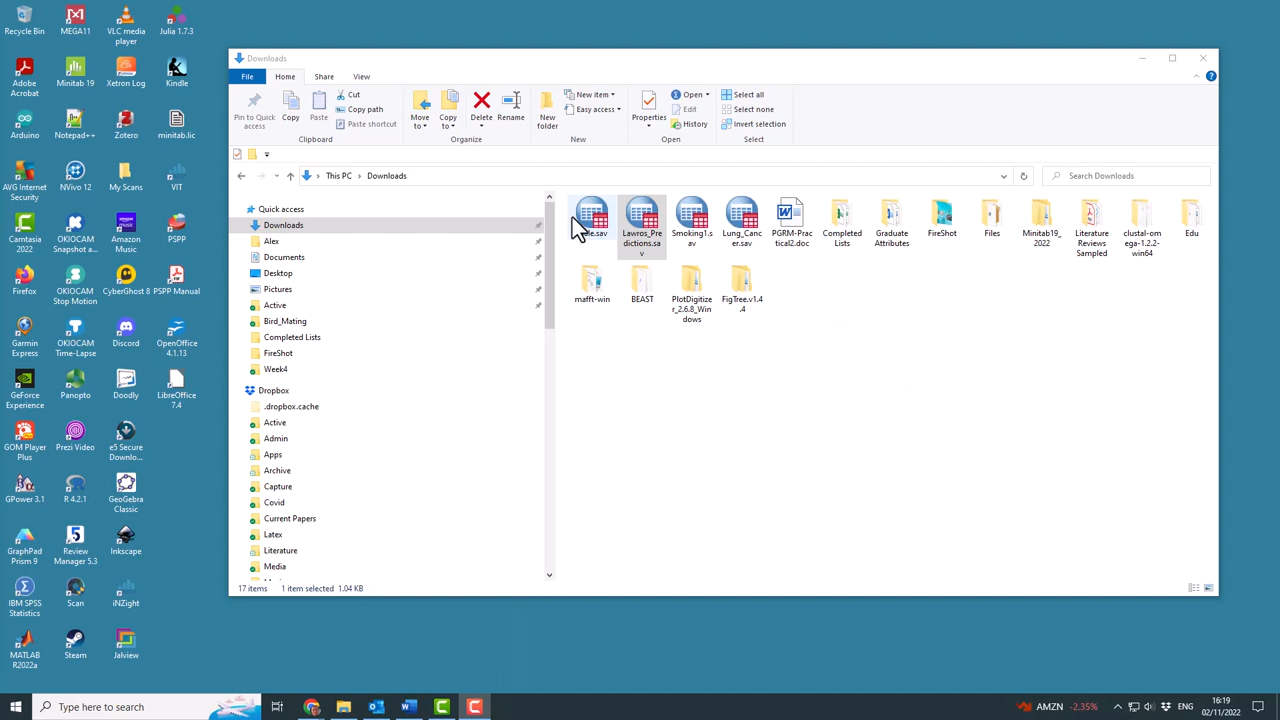 Recycle Bin
MEGA11
VLC media
player
Julia 1.7.3
Adobe
Acrobat
Minitab 19
Xetron Log
Kindle
Arduino
Notepad++
Zotero
minitab.lic
AVG Internet
Security
NVivo 12
My Scans
VIT
Camtasia
2022
OKIOCAM
Snapshot a...
Amazon
Music
PSPP
Firefox
OKIOCAM
Stop Motion
CyberGhost 8
PSPP Manual
Garmin
Express
OKIOCAM
Time-Lapse
Discord
OpenOffice
4.1.13
GeForce
Experience
Panopto
Doodly
LibreOffice
7.4
GOM Player
Plus
Prezi Video
e5 Secure
Downlo...
GPower 3.1
R 4.2.1
GeoGebra
Classic
GraphPad
Prism 9
Review
Manager 5.3
Inkscape
IBM SPSS
Statistics
Scan
iNZight
MATLAB
R2022a
Steam
Jalview
Downloads
File
Home
Share
View
Pin to Quick
access
Copy
Paste
Cut
Copy path
Paste shortcut
Clipboard
Move
to
Copy
to
Delete
Rename
Organize
New
folder
New item
Easy access
New
Properties
Open
Edit
History
Open
Select all
Select none
Invert selection
Select
This PC > Downloads
Search Downloads
Quick access
Downloads
Alex
Documents
Desktop
Pictures
Active
Bird_Mating
Completed Lists
FireShot
Week4
Dropbox
.dropbox.cache
Active
Admin
Apps
Archive
Capture
Covid
Current Papers
Latex
Literature
Media
Lawros_Pre
dictions.sa
v
Smoking1.s
av
Lung_Canc
er.sav
PGRM-Prac
tical2.doc
Completed
Lists
Graduate
Attributes
FireShot
Files
Minitab19_
2022
Literature
Reviews
Sampled
clustal-om
ega-1.2.2-
win64
Edu
mafft-win
BEAST
PlotDigitize
r_2.6.8_Win
dows
FigTree.v1.4
.4
17 items
1 item selected 1.04 KB
Type here to search
AMZN -2.35%
ENG
16:19
02/11/2022